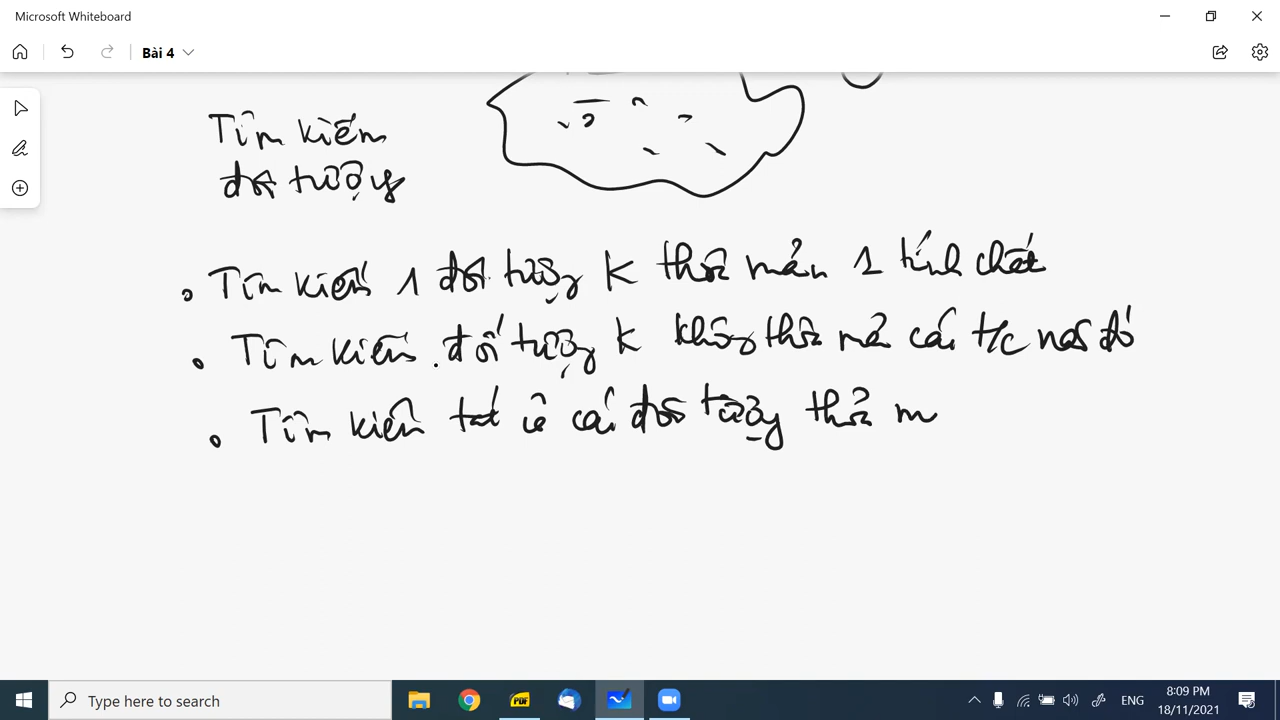 Microsoft Whiteboard
Bài 4
Tìm kiếm
đối tượng
Tìm kiếm 1 đối tượng K thỏa mãn 1 tính chất
Tìm kiếm đối tượng K không thỏa mãn cái t/c nào đó
Tìm kiếm tất cả các đối tượng thỏa m
Type here to search
ENG
8:09 PM
18/11/2021